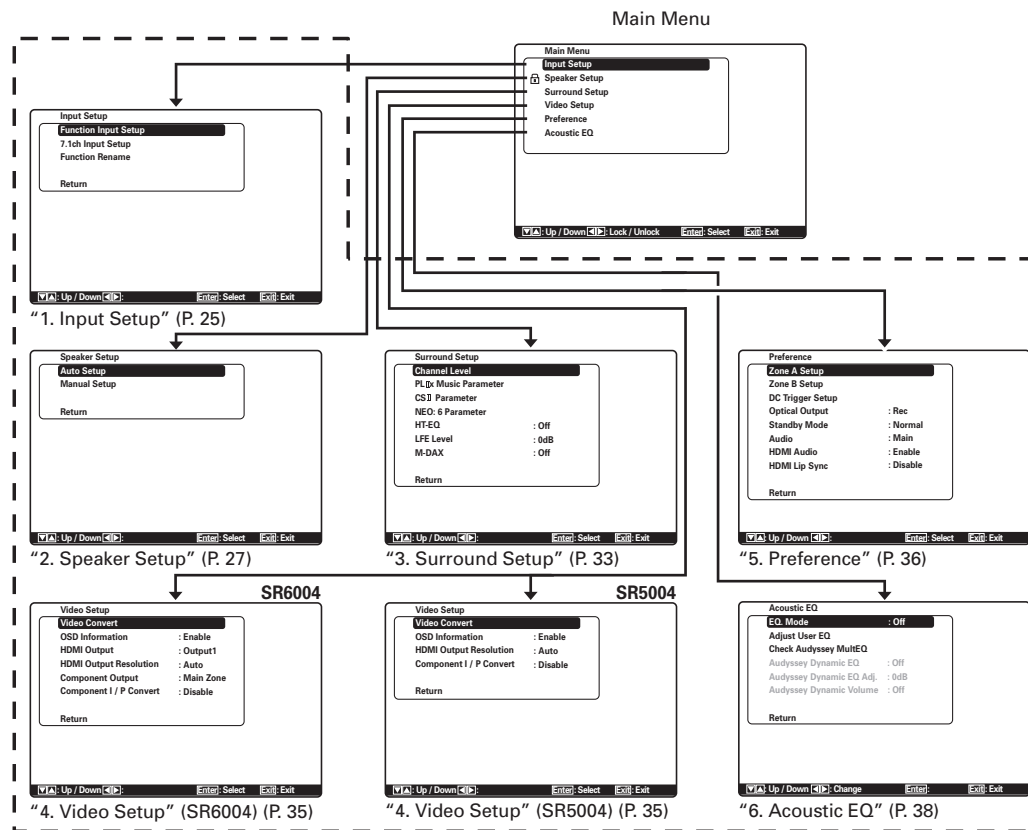 Main Menu
Main Menu
Input Setup
Speaker Setup
Surround Setup
Video Setup
Preference
Acoustic EQ
▼▲: Up / Down ◀▶: Lock / Unlock Enter: Select Exit: Exit
Input Setup
Function Input Setup
7.1ch Input Setup
Function Rename
Return
▼▲: Up / Down ◀▶: Enter: Select Exit: Exit
“1. Input Setup” (P. 25)
Speaker Setup
Auto Setup
Manual Setup
Return
▼▲: Up / Down ◀▶: Enter: Select Exit: Exit
“2. Speaker Setup” (P. 27)
Surround Setup
Channel Level
PLⅡx Music Parameter
CSⅡ Parameter
NEO: 6 Parameter
HT-EQ : Off
LFE Level : 0dB
M-DAX : Off
Return
▼▲: Up / Down ◀▶: Enter: Select Exit: Exit
“3. Surround Setup” (P. 33)
Preference
Zone A Setup
Zone B Setup
DC Trigger Setup
Optical Output : Rec
Standby Mode : Normal
Audio : Main
HDMI Audio : Enable
HDMI Lip Sync : Disable
Return
▼▲: Up / Down ◀▶: Enter: Select Exit: Exit
“5. Preference” (P. 36)
SR6004
Video Setup
Video Convert
OSD Information : Enable
HDMI Output : Output1
HDMI Output Resolution : Auto
Component Output : Main Zone
Component I / P Convert : Disable
Return
▼▲: Up / Down ◀▶: Enter: Select Exit: Exit
“4. Video Setup” (SR6004) (P. 35)
SR5004
Video Setup
Video Convert
OSD Information : Enable
HDMI Output Resolution : Auto
Component I / P Convert : Disable
Return
▼▲: Up / Down ◀▶: Enter: Select Exit: Exit
“4. Video Setup” (SR5004) (P. 35)
Acoustic EQ
EQ. Mode : Off
Adjust User EQ
Check Audyssey MultEQ
Audyssey Dynamic EQ : Off
Audyssey Dynamic EQ Adj. : 0dB
Audyssey Dynamic Volume : Off
Return
▼▲: Up / Down ◀▶: Change Enter: Exit: Exit
“6. Acoustic EQ” (P. 38)